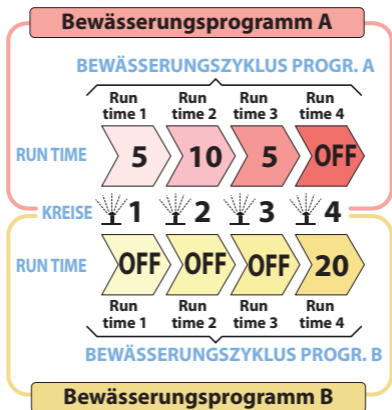 Bewässerungsprogramm A
BEWÄSSERUNGSZYKLUS PROGR. A
Run time 1 Run time 2 Run time 3 Run time 4
RUN TIME 5 10 5 OFF
KREISE 1 2 3 4
RUN TIME OFF OFF OFF 20
Run time 1 Run time 2 Run time 3 Run time 4
BEWÄSSERUNGSZYKLUS PROGR. B
Bewässerungsprogramm B